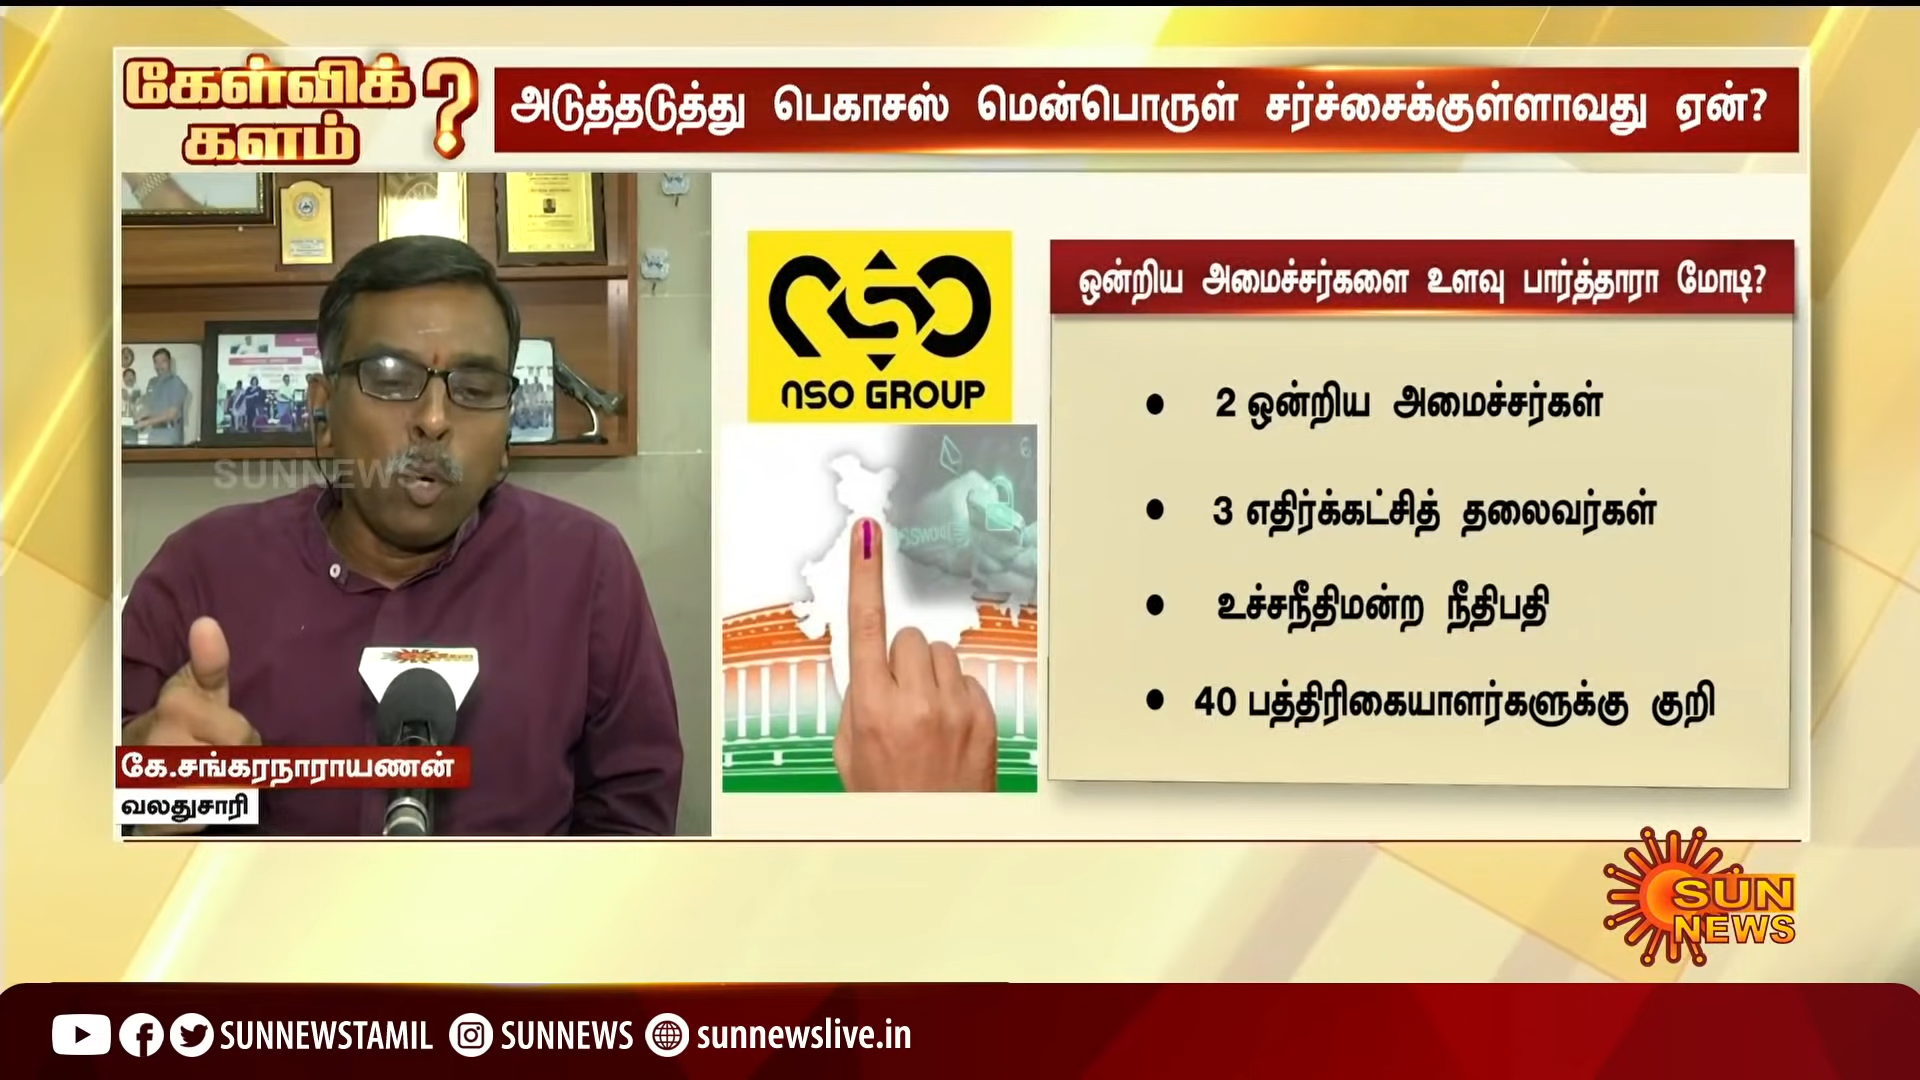 கேள்விக்
களம் ?
அடுத்தடுத்து பெகாசஸ் மென்பொருள் சர்ச்சைக்குள்ளாவது ஏன்?
NSO GROUP
ஒன்றிய அமைச்சர்களை உளவு பார்த்தாரா மோடி?
• 2 ஒன்றிய அமைச்சர்கள்
• 3 எதிர்க்கட்சித் தலைவர்கள்
• உச்சநீதிமன்ற நீதிபதி
• 40 பத்திரிகையாளர்களுக்கு குறி
SUNNEWS
கே.சங்கரநாராயணன்
வலதுசாரி
SUN
NEWS
SUNNEWSTAMIL SUNNEWS sunnewslive.in